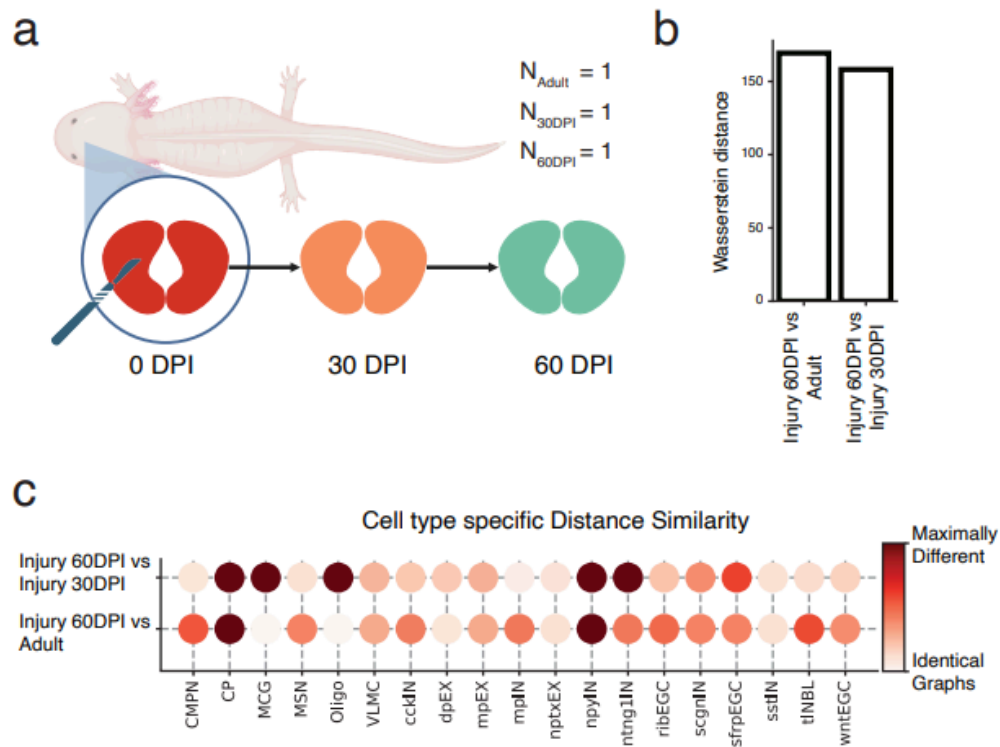 a
N_Adult = 1
N_30DPI = 1
N_60DPI = 1
0 DPI
30 DPI
60 DPI
b
Wasserstein distance
150
100
50
0
Injury 60DPI vs
Adult
Injury 60DPI vs
Injury 30DPI
c
Cell type specific Distance Similarity
Injury 60DPI vs
Injury 30DPI
Injury 60DPI vs
Adult
CMPN
CP
MCG
MSN
Oligo
VLMC
cckIN
dpEX
mpEX
mpIN
nptxEX
npyIN
ntng1IN
ribEGC
scgnIN
sfrpEGC
sstIN
tlNBL
wntEGC
Maximally
Different
Identical
Graphs